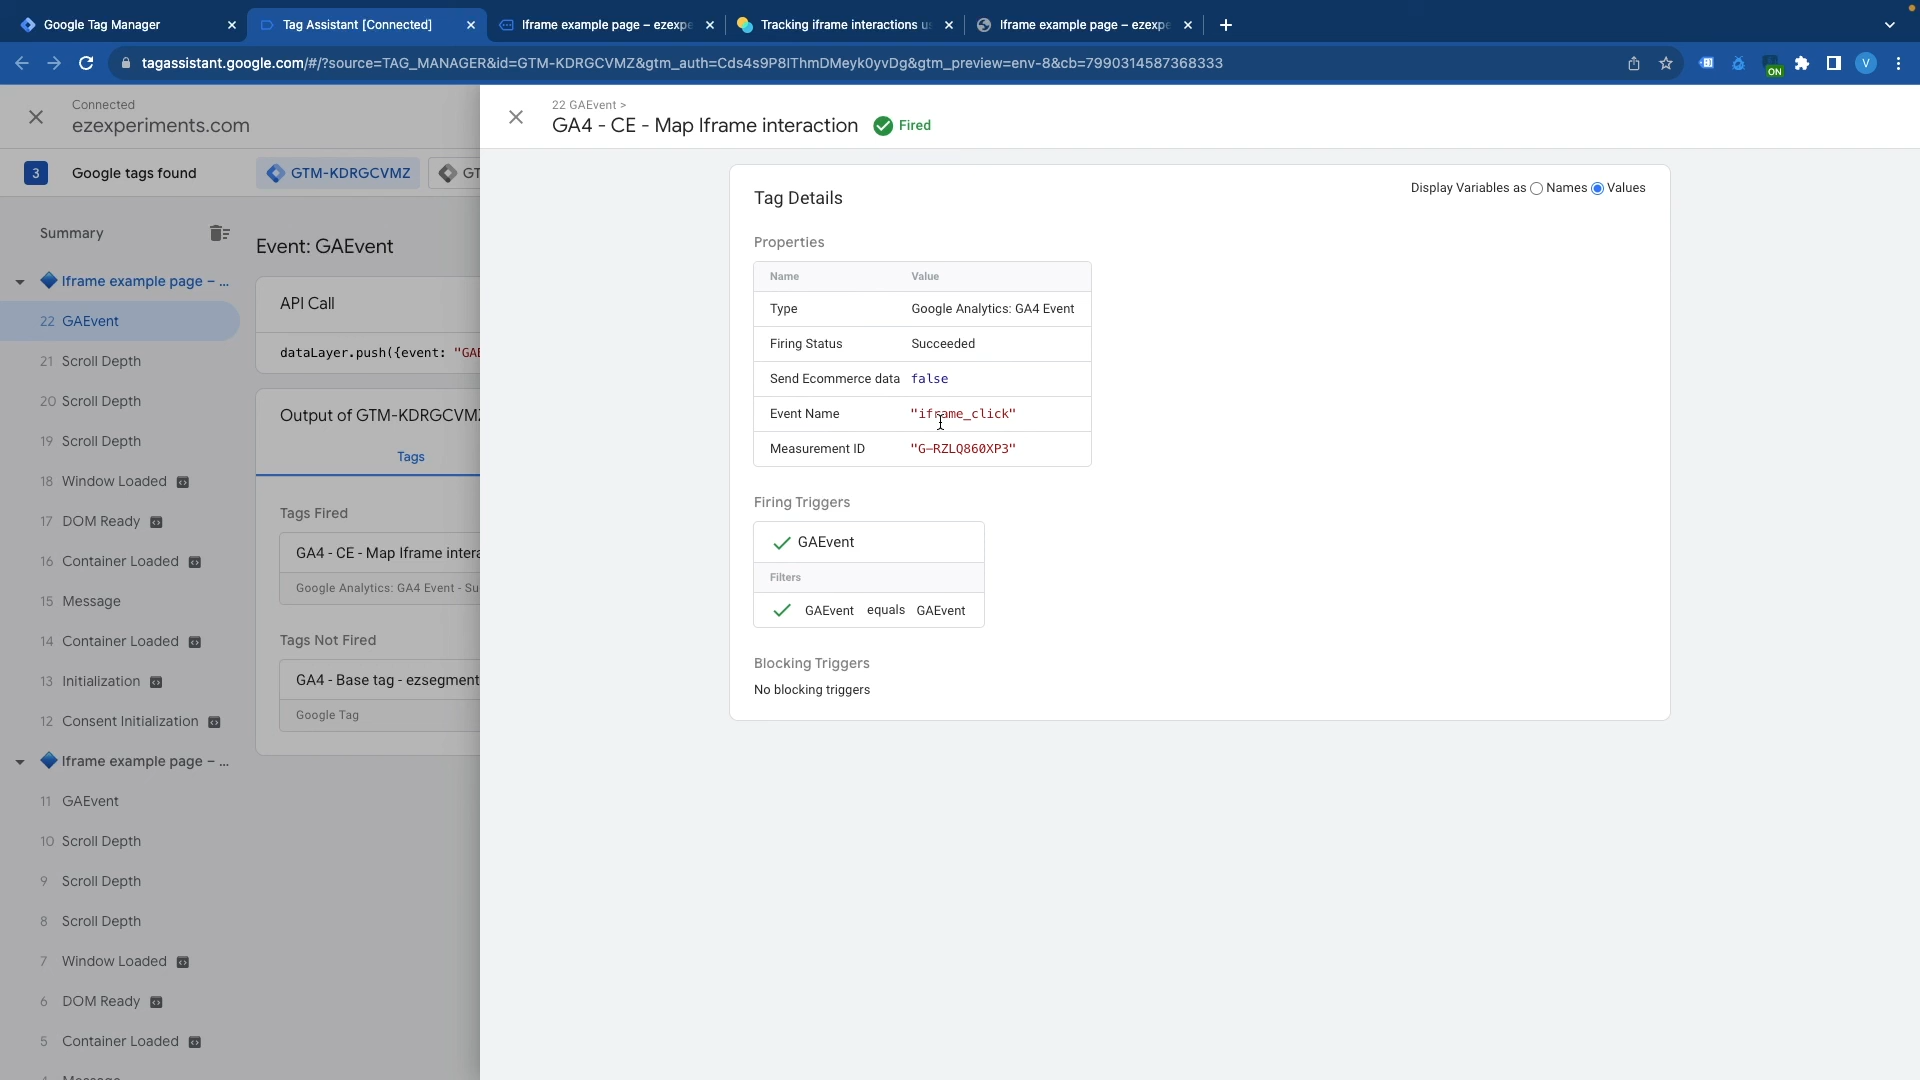 Google Tag Manager
Tag Assistant [Connected]
Iframe example page – ezexpe
Tracking iframe interactions u
Iframe example page – ezexpe
tagassistant.google.com/#/?source=TAG_MANAGER&id=GTM-KDRGCVMZ&gtm_auth=Cds4s9P8IThmDMeyk0yvDg&gtm_preview=env-8&cb=7990314587368333
ON
V
Connected
ezexperiments.com
22 GAEvent >
GA4 - CE - Map Iframe interaction
Fired
3
Google tags found
GTM-KDRGCVMZ
GT
Summary
Iframe example page – ...
22 GAEvent
21 Scroll Depth
20 Scroll Depth
19 Scroll Depth
18 Window Loaded
17 DOM Ready
16 Container Loaded
15 Message
14 Container Loaded
13 Initialization
12 Consent Initialization
Iframe example page – ...
11 GAEvent
10 Scroll Depth
9 Scroll Depth
8 Scroll Depth
7 Window Loaded
6 DOM Ready
5 Container Loaded
Event: GAEvent
API Call
dataLayer.push({event: "GAE
Output of GTM-KDRGCVMZ
Tags
Tags Fired
GA4 - CE - Map Iframe intera
Google Analytics: GA4 Event - Su
Tags Not Fired
GA4 - Base tag - ezsegment
Google Tag
Tag Details
Display Variables as Names Values
Properties
Name Value
Type Google Analytics: GA4 Event
Firing Status Succeeded
Send Ecommerce data false
Event Name "iframe_click"
Measurement ID "G-RZLQ860XP3"
Firing Triggers
GAEvent
Filters
GAEvent equals GAEvent
Blocking Triggers
No blocking triggers